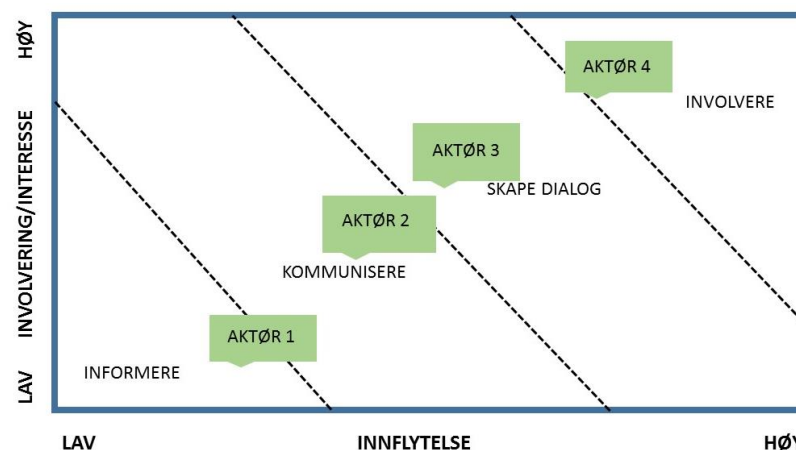 HØY
INVOLVERING/INTERESSE
LAV
AKTØR 4
INVOLVERE
AKTØR 3
SKAPE DIALOG
AKTØR 2
KOMMUNISERE
AKTØR 1
INFORMERE
LAV
INNFLYTELSE
HØY